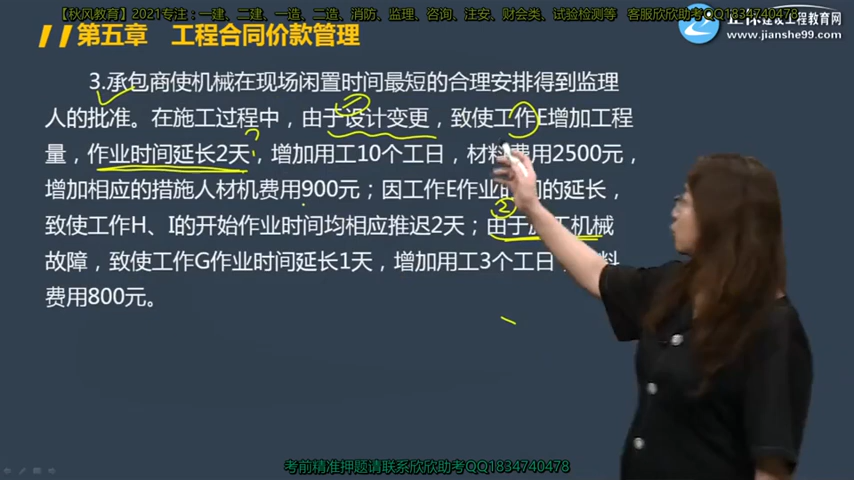 【秋风教育】2021专注：一建、二建、一造、二造、消防、监理、咨询、注安、财会类、试验检测等 客服欣欣助考QQ1834740478
建设工程教育网
www.jianshe99.com
第五章 工程合同价款管理
3.承包商使机械在现场闲置时间最短的合理安排得到监理
人的批准。在施工过程中，由于设计变更，致使工作E增加工程
量，作业时间延长2天，增加用工10个工日，材料费用2500元，
增加相应的措施人材机费用900元；因工作E作业时间的延长，
致使工作H、I的开始作业时间均相应推迟2天；由于施工机械
故障，致使工作G作业时间延长1天，增加用工3个工日，材料
费用800元。
考前精准押题请联系欣欣助考QQ1834740478